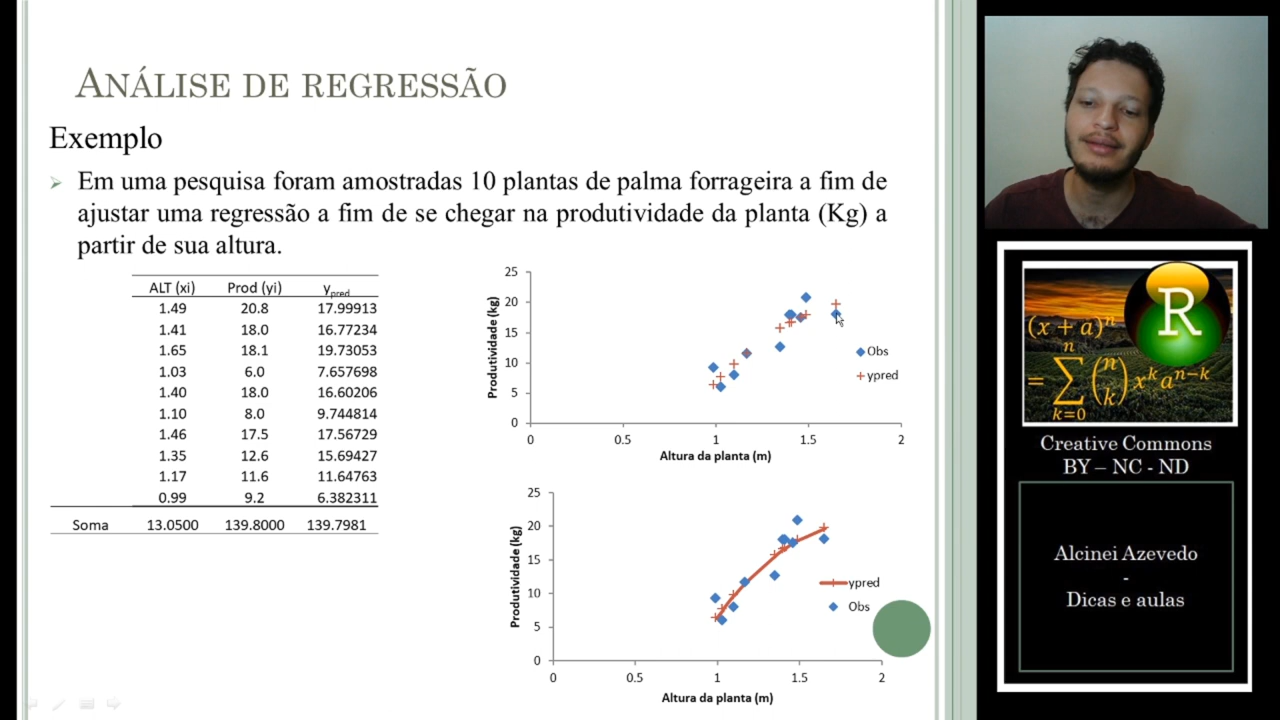 ANÁLISE DE REGRESSÃO
Exemplo
Em uma pesquisa foram amostradas 10 plantas de palma forrageira a fim de
ajustar uma regressão a fim de se chegar na produtividade da planta (Kg) a
partir de sua altura.
ALT (xi) Prod (yi) ypred
1.49 20.8 17.99913
1.41 18.0 16.77234
1.65 18.1 19.73053
1.03 6.0 7.657698
1.40 18.0 16.60206
1.10 8.0 9.744814
1.46 17.5 17.56729
1.35 12.6 15.69427
1.17 11.6 11.64763
0.99 9.2 6.382311
Soma 13.0500 139.8000 139.7981
Produtividade (kg)
25
20
15
10
5
0
0 0.5 1 1.5 2
Altura da planta (m)
Obs
ypred
Produtividade (kg)
25
20
15
10
5
0
0 0.5 1 1.5 2
Altura da planta (m)
ypred
Obs
R
(x + a)^n
= ∑ n k=0 (n k) x^k a^n−k
Creative Commons
BY – NC - ND
Alcinei Azevedo
-
Dicas e aulas